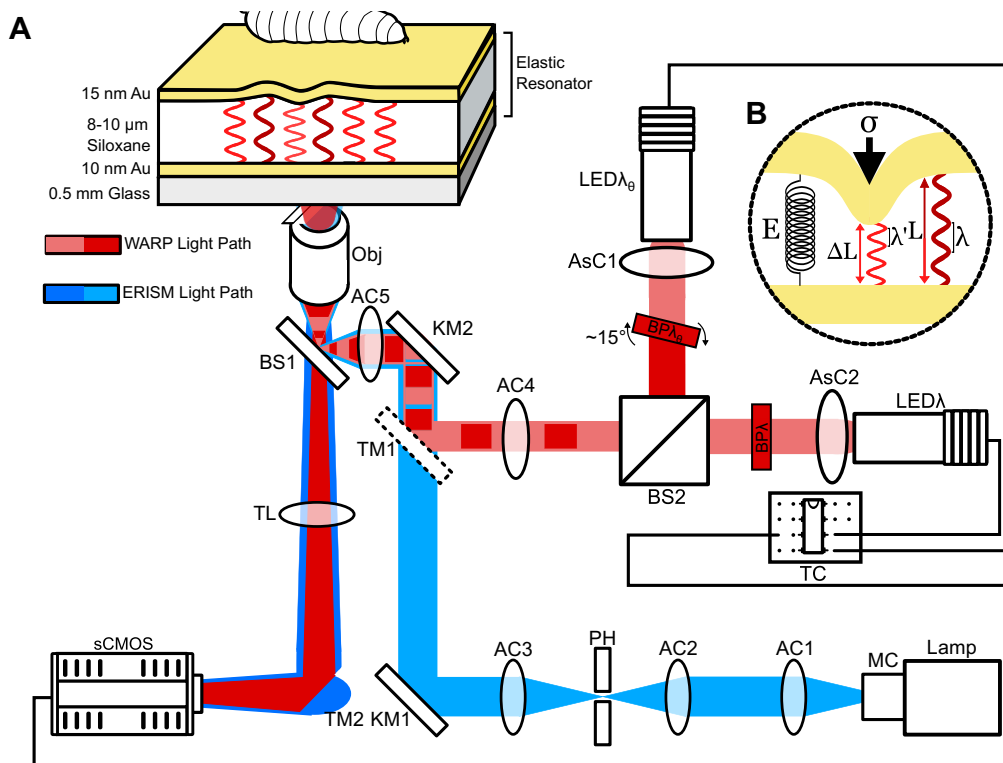 A
Elastic
Resonator
15 nm Au
8-10 µm
Siloxane
10 nm Au
0.5 mm Glass
WARP Light Path
ERISM Light Path
Obj
BS1
AC5
KM2
TM1
AC4
TL
sCMOS
TM2
KM1
AC3
PH
AC2
AC1
MC
Lamp
LEDλθ
AsC1
~15°
BPλθ
BS2
BPλ
AsC2
LEDλ
TC
B
σ
E
ΔL
λ'
L
λ